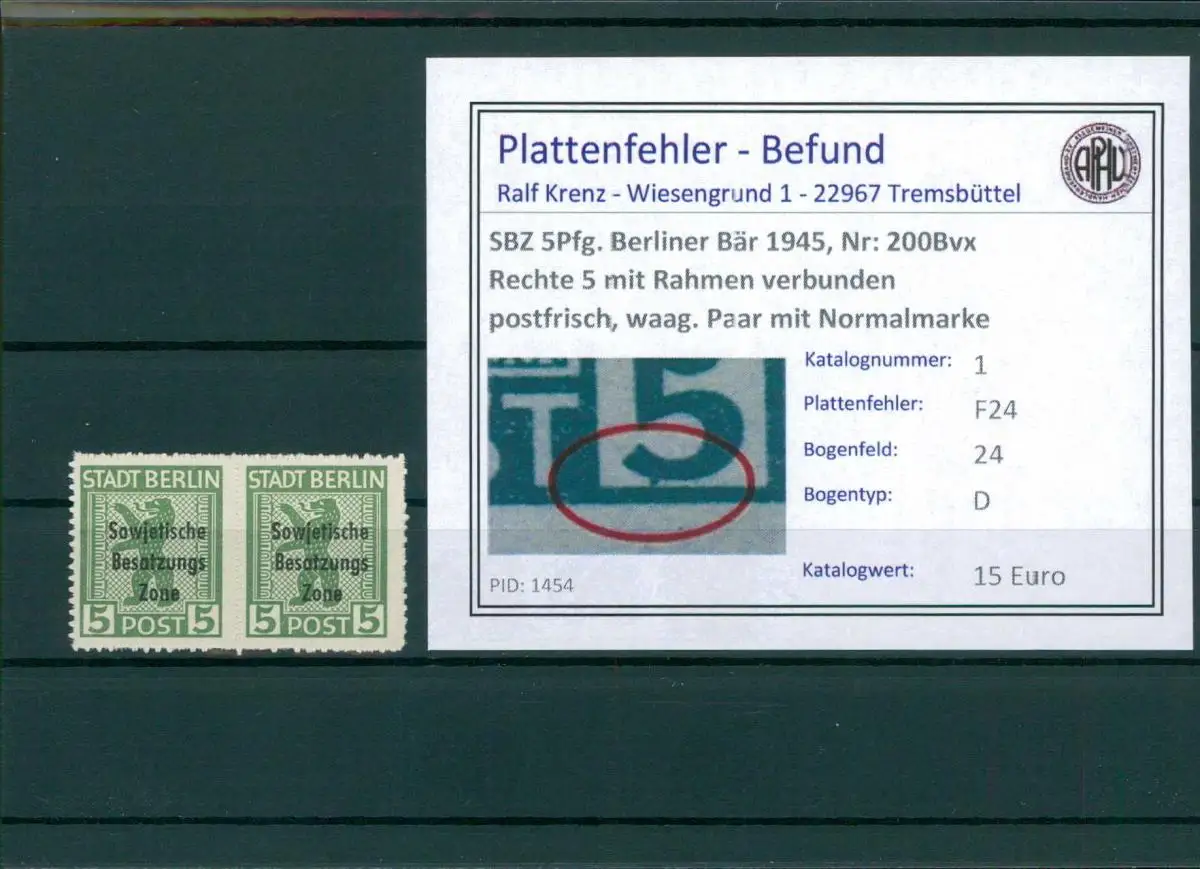 STADT BERLIN STADT BERLIN
Sowjetische Sowjetische
Besatzungs Besatzungs
Zone Zone
5 POST 5 5 POST 5
Plattenfehler - Befund
Ralf Krenz - Wiesengrund 1 - 22967 Tremsbüttel
APHV
SBZ 5Pfg. Berliner Bär 1945, Nr: 200Bvx
Rechte 5 mit Rahmen verbunden
postfrisch, waag. Paar mit Normalmarke
T 5
Katalognummer: 1
Plattenfehler: F24
Bogenfeld: 24
Bogentyp: D
Katalogwert: 15 Euro
PID: 1454